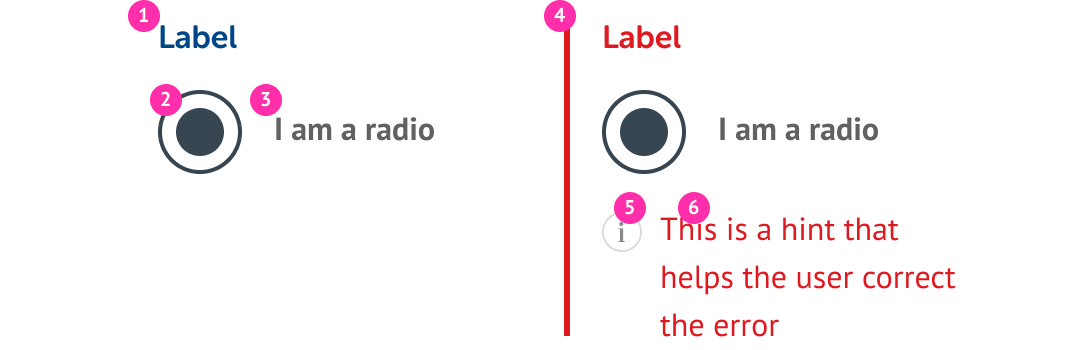 1
Label
2
3
I am a radio
4
Label
I am a radio
5
6
i
This is a hint that
helps the user correct
the error